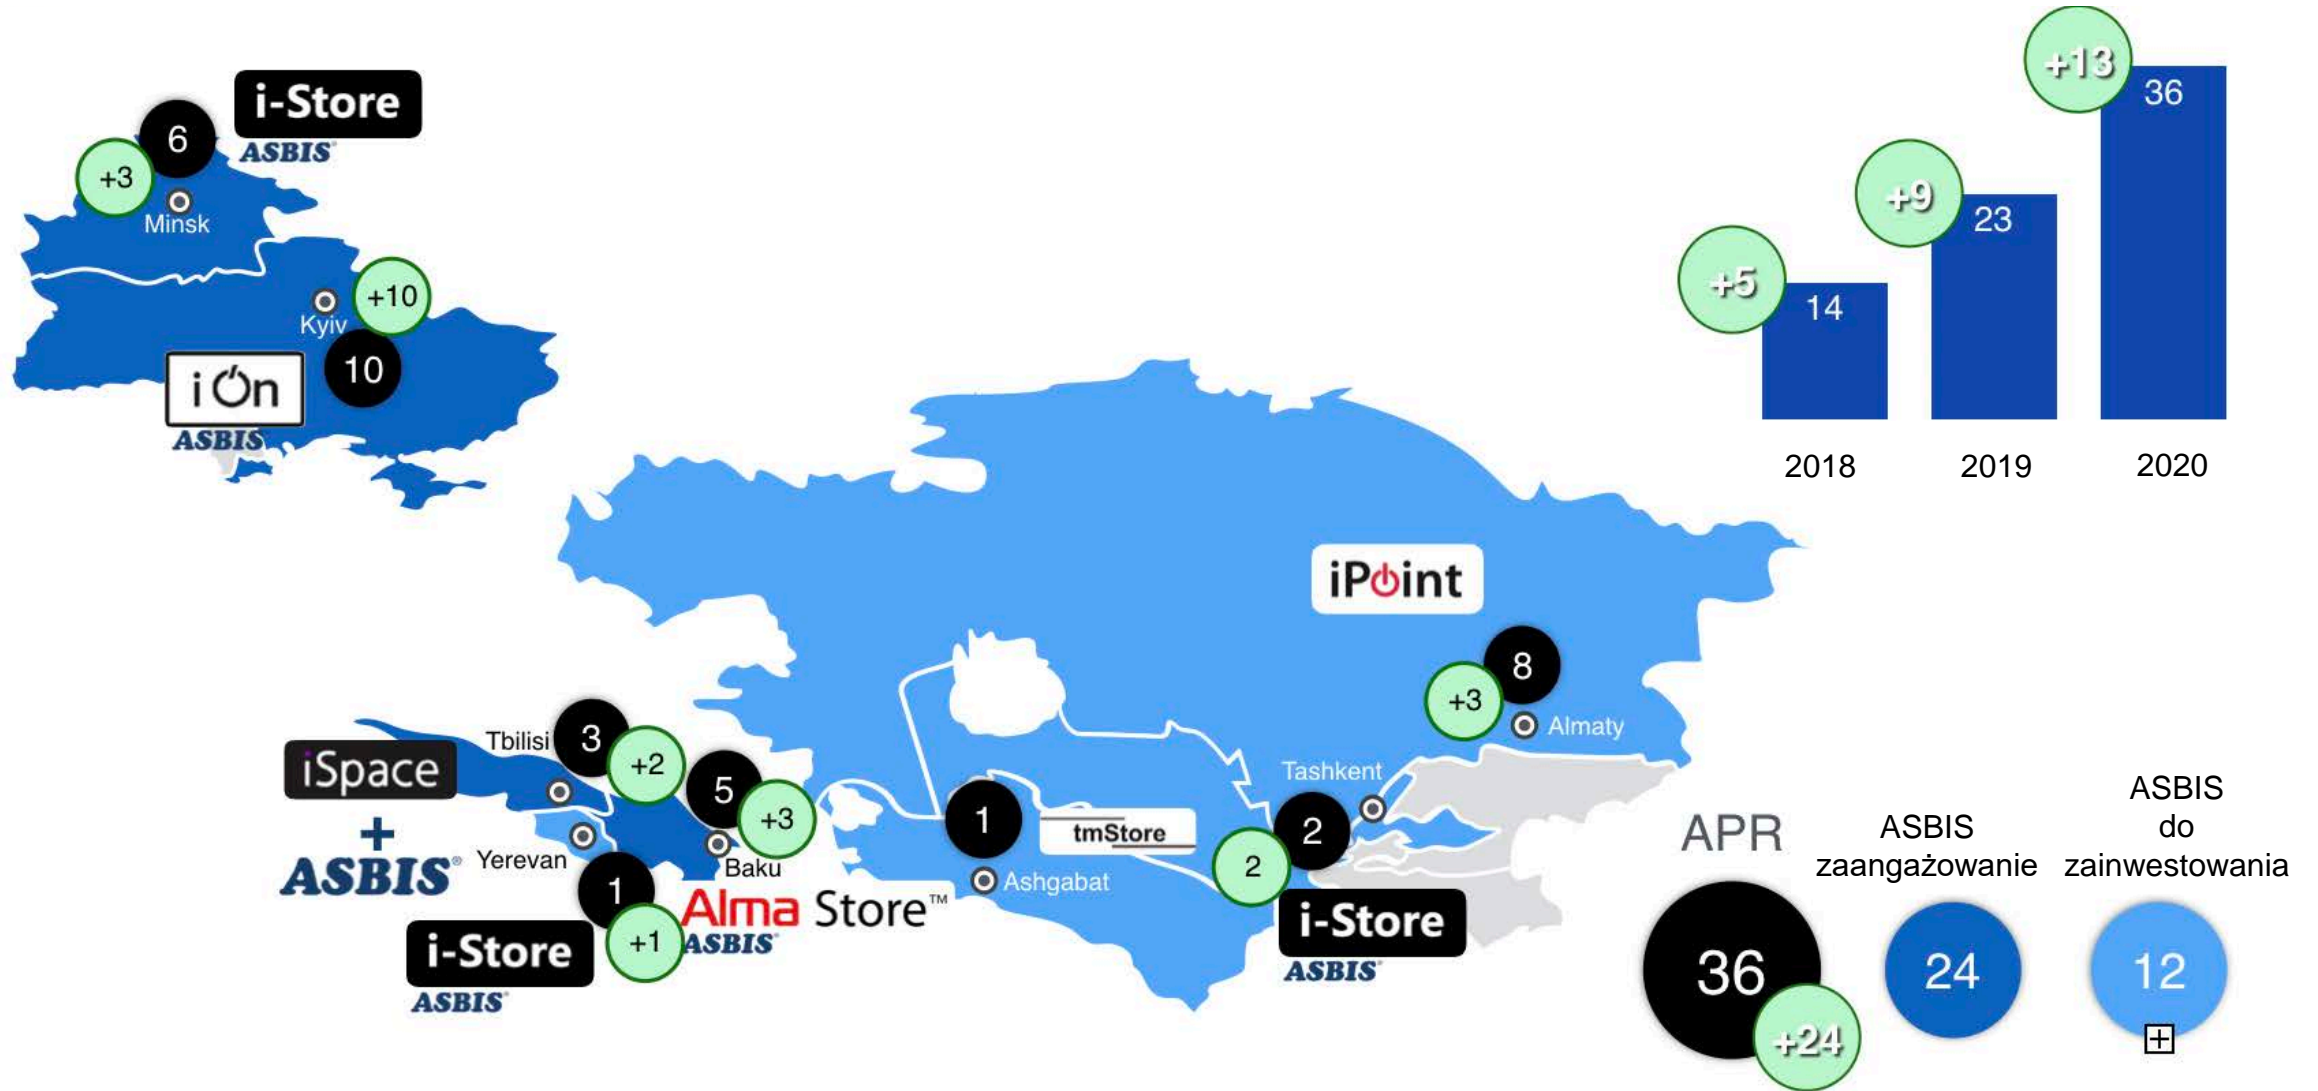 i-Store
ASBIS
6
+3
Minsk
+10
Kyiv
10
iOn
ASBIS
+13
36
+9
23
+5
14
2018
2019
2020
iPoint
8
+3
Almaty
Tbilisi
3
+2
iSpace
+
ASBIS®
5
+3
Baku
Yerevan
1
+1
i-Store
ASBIS
Alma Store™
ASBIS
1
tmStore
Ashgabat
Tashkent
2
2
i-Store
ASBIS
APR
36
+24
ASBIS
zaangażowanie
24
ASBIS
do
zainwestowania
12
+